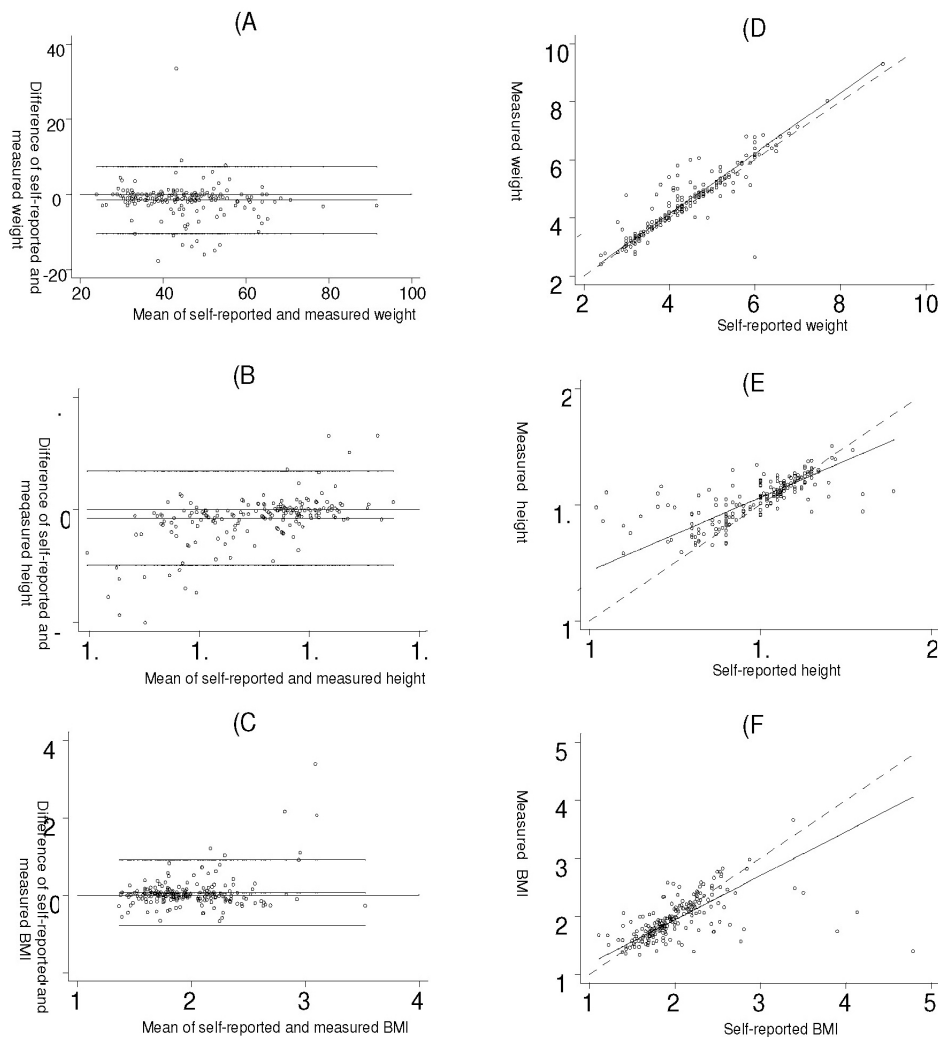 (A)
40
20
0
-20
20
40
60
80
100
Difference of self-reported and
measured weight
Mean of self-reported and measured weight
(D)
10
8
6
4
2
2
4
6
8
10
Measured weight
Self-reported weight
(B)
.
0
-
1.
1.
1.
1.
Difference of self-reported and
meqasured height
Mean of self-reported and measured height
(E)
2
1.
1
1
1.
2
Measured height
Self-reported height
(C)
4
2
0
1
2
3
4
Difference of self-reported and
measured BMI
Mean of self-reported and measured BMI
(F)
5
4
3
2
1
1
2
3
4
5
Measured BMI
Self-reported BMI